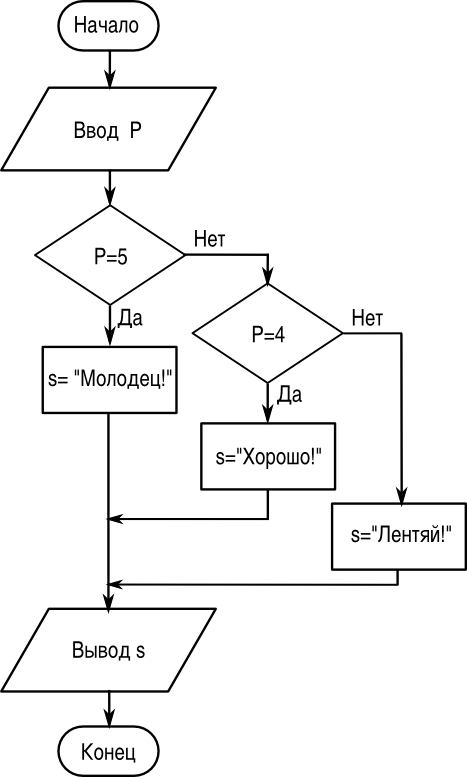 Начало
Ввод P
P=5
Нет
Да
P=4
Нет
s= "Молодец!"
Да
s="Хорошо!"
s="Лентяй!"
Вывод s
Конец